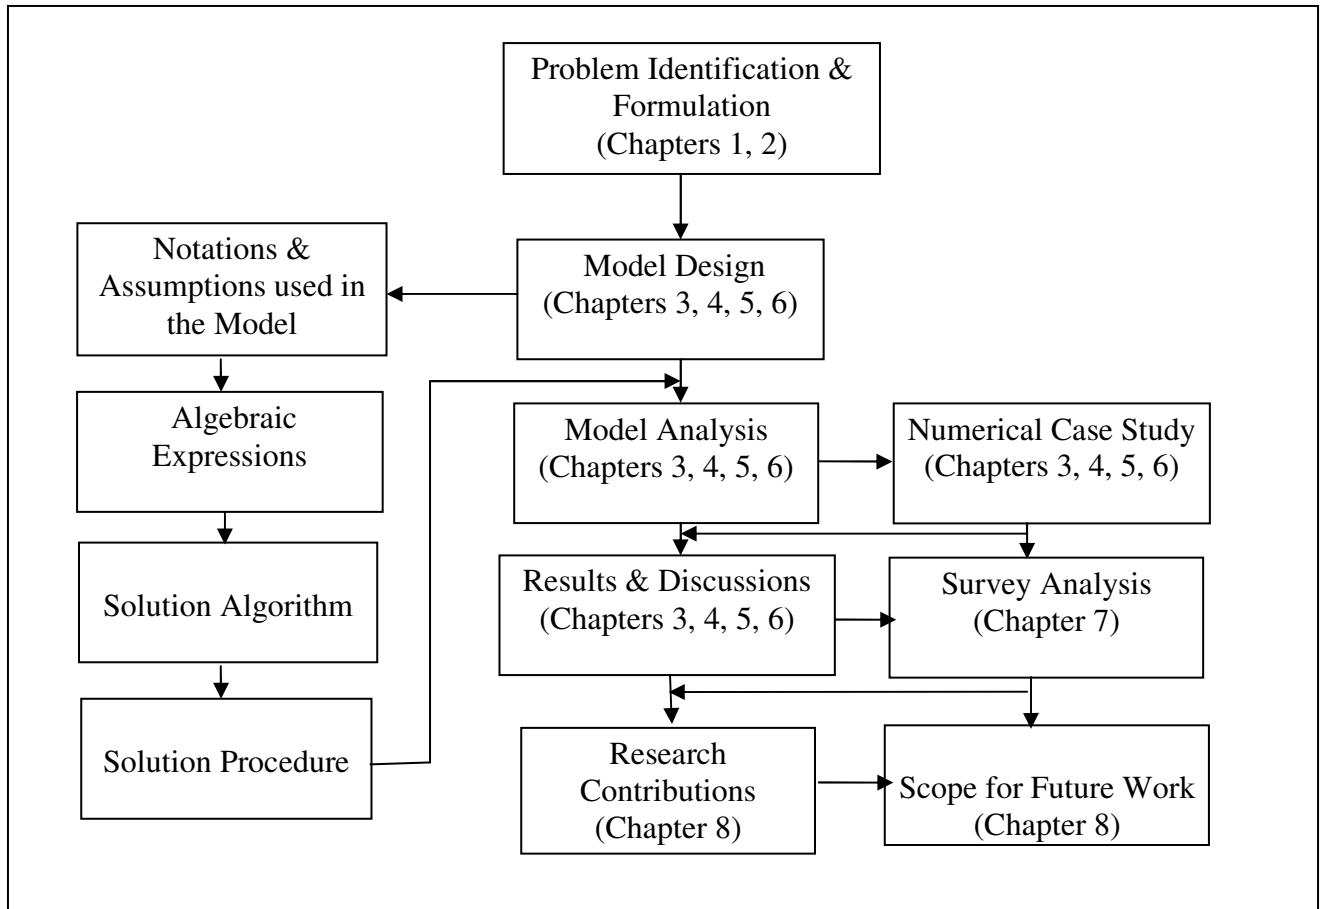 Problem Identification &
Formulation
(Chapters 1, 2)
Notations &
Assumptions used in
the Model
Model Design
(Chapters 3, 4, 5, 6)
Algebraic
Expressions
Model Analysis
(Chapters 3, 4, 5, 6)
Numerical Case Study
(Chapters 3, 4, 5, 6)
Solution Algorithm
Results & Discussions
(Chapters 3, 4, 5, 6)
Survey Analysis
(Chapter 7)
Solution Procedure
Research
Contributions
(Chapter 8)
Scope for Future Work
(Chapter 8)